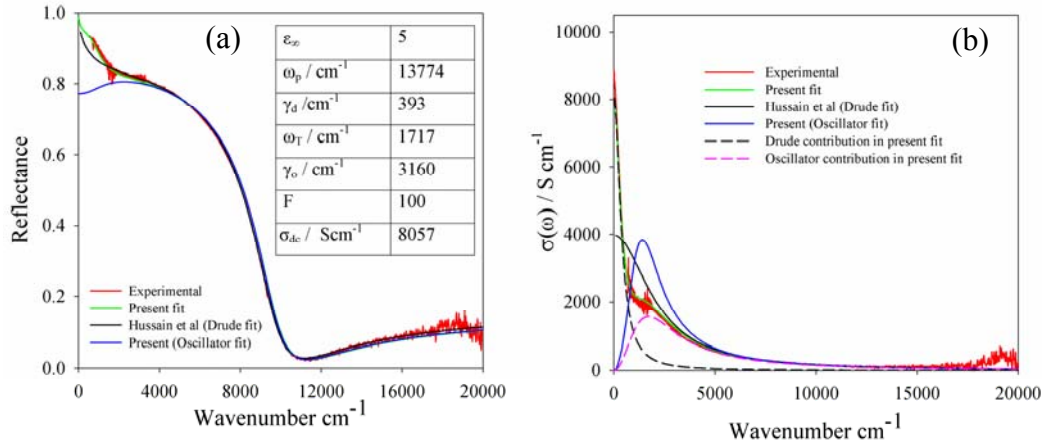 (a)
1.0
0.8
0.6
0.4
0.2
0.0
Reflectance
ε∞ 5
ωp / cm-1 13774
γd /cm-1 393
ωT / cm-1 1717
γo / cm-1 3160
F 100
σdc / Scm-1 8057
Experimental
Present fit
Hussain et al (Drude fit)
Present (Oscillator fit)
0 4000 8000 12000 16000 20000
Wavenumber cm-1
(b)
10000
8000
6000
4000
2000
0
σ(ω) / S cm-1
Experimental
Present fit
Hussain et al (Drude fit)
Present (Oscillator fit)
Drude contribution in present fit
Oscillator contribution in present fit
0 5000 10000 15000 20000
Wavenumber cm-1